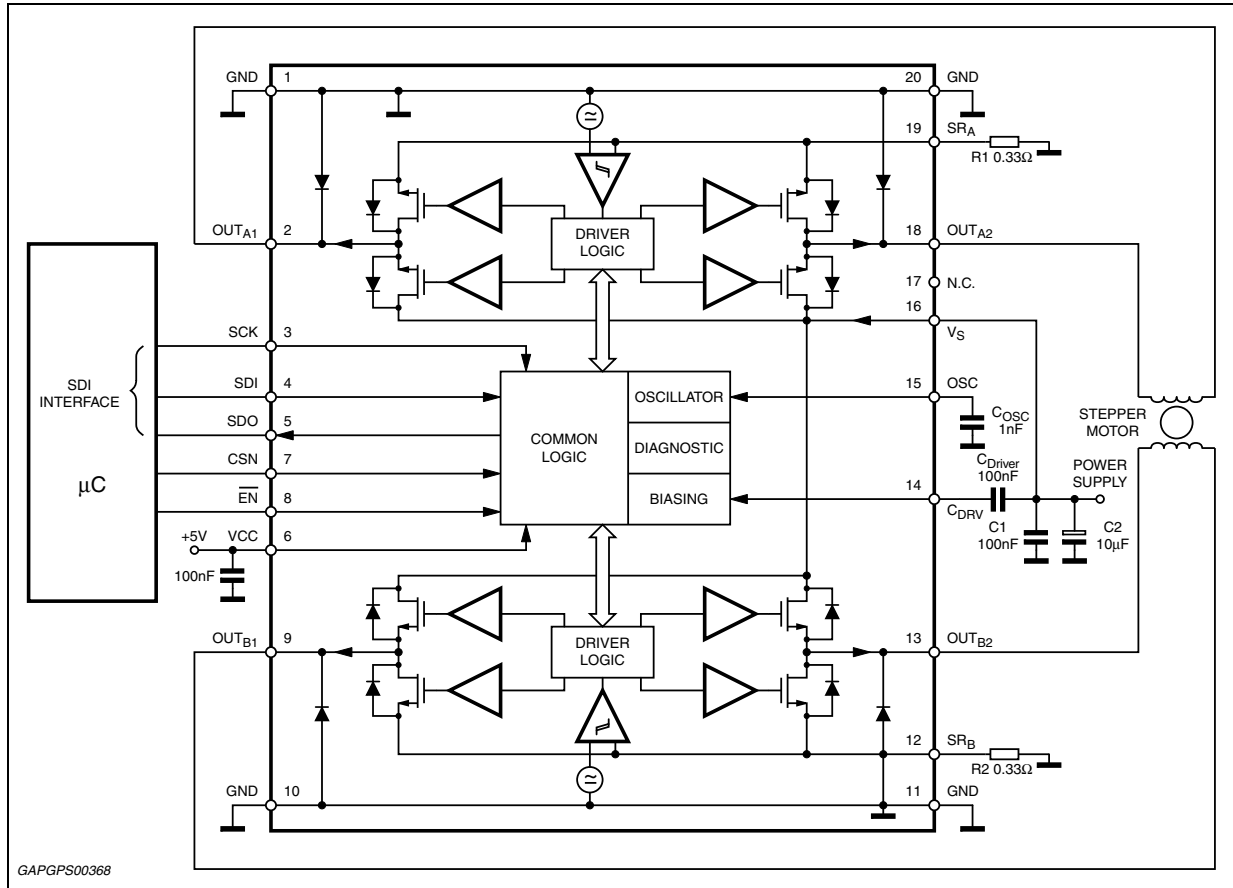 GND 1
20 GND
19 SRA
R1 0.33Ω
DRIVER
LOGIC
OUTA1 2
18 OUTA2
17 N.C.
16
VS
SCK 3
SDI
INTERFACE
SDI 4
SDO 5
μC
CSN 7
EN 8
+5V VCC 6
100nF
COMMON
LOGIC
OSCILLATOR
DIAGNOSTIC
BIASING
15 OSC
COSC
1nF
STEPPER
MOTOR
CDriver
100nF
POWER
SUPPLY
14
CDRV
C1
100nF
C2
10μF
OUTB1 9
DRIVER
LOGIC
13 OUTB2
12 SRB
R2 0.33Ω
GND 10
11 GND
GAPGPS00368